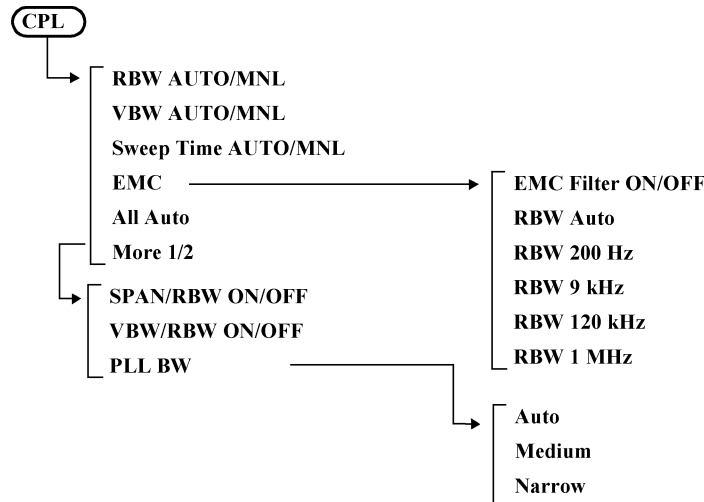 CPL
RBW AUTO/MNL
VBW AUTO/MNL
Sweep Time AUTO/MNL
EMC
All Auto
More 1/2
EMC Filter ON/OFF
RBW Auto
RBW 200 Hz
RBW 9 kHz
RBW 120 kHz
RBW 1 MHz
SPAN/RBW ON/OFF
VBW/RBW ON/OFF
PLL BW
Auto
Medium
Narrow